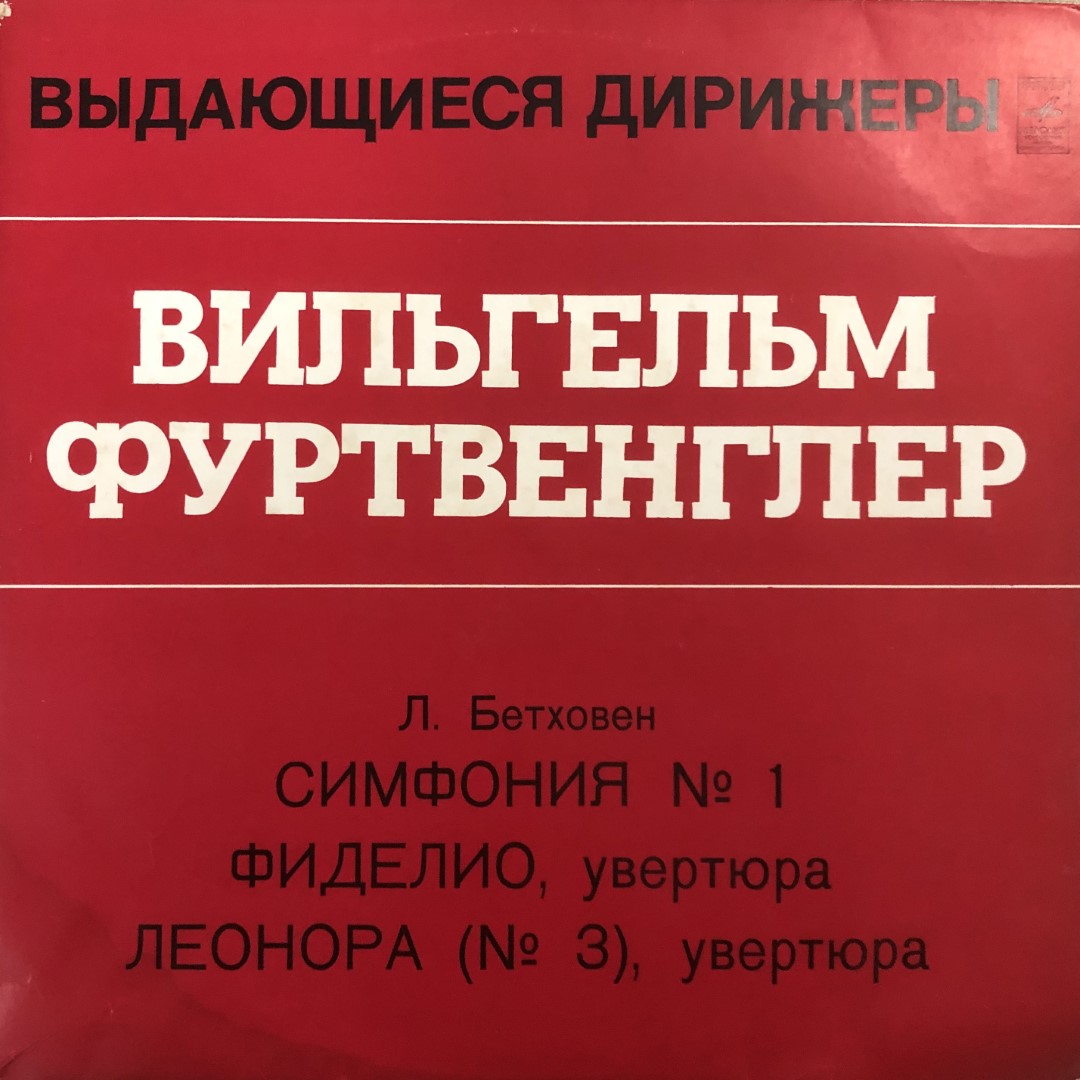 ВЫДАЮЩИЕСЯ ДИРИЖЕРЫ
ВИЛЬГЕЛЬМ
ФУРТВЕНГЛЕР
Л. Бетховен
СИМФОНИЯ № 1
ФИДЕЛИО, увертюра
ЛЕОНОРА (№ 3), увертюра